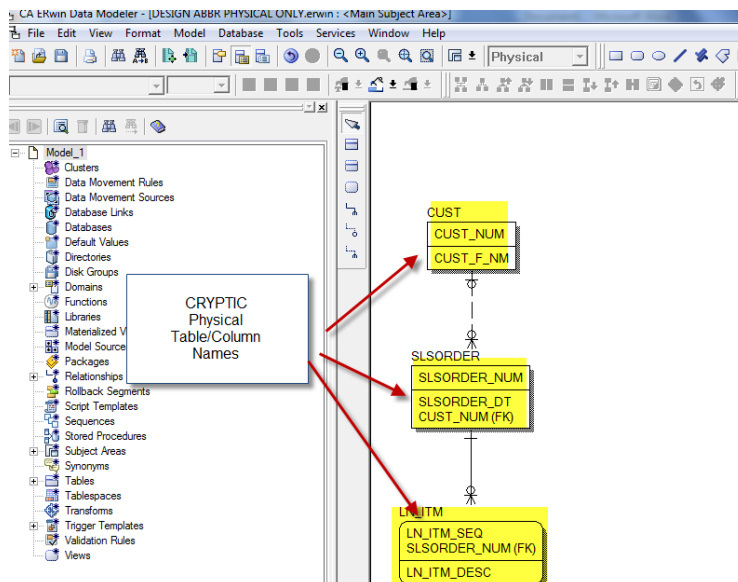 CA ERwin Data Modeler - [DESIGN ABBR PHYSICAL ONLY.erwin : <Main Subject Area>]
File Edit View Format Model Database Tools Services Window Help
Physical
Model_1
Clusters
Data Movement Rules
Data Movement Sources
Database Links
Databases
Default Values
Directories
Disk Groups
Domains
Functions
Libraries
Materialized V
Model Source
Packages
Relationships
Rollback Segments
Script Templates
Sequences
Stored Procedures
Subject Areas
Synonyms
Tables
Tablespaces
Transforms
Trigger Templates
Validation Rules
Views
CRYPTIC
Physical
Table/Column
Names
CUST
CUST_NUM
CUST_F_NM
SLSORDER
SLSORDER_NUM
SLSORDER_DT
CUST_NUM (FK)
LN_ITM
LN_ITM_SEQ
SLSORDER_NUM (FK)
LN_ITM_DESC